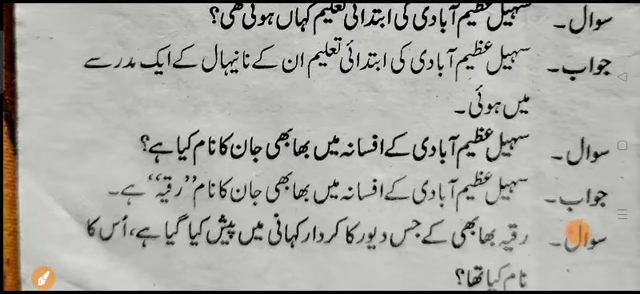 سوال۔ سہیل عظیم آبادی کی ابتدائی تعلیم کہاں ہوئی تھی؟
جواب۔ سہیل عظیم آبادی کی ابتدائی تعلیم ان کے نانیہال کے ایک مدرسے
میں ہوئی۔
سوال۔ سہیل عظیم آبادی کے افسانہ میں بھابھی جان کا نام کیا ہے؟
جواب۔ سہیل عظیم آبادی کے افسانہ میں بھابھی جان کا نام ”رقیہ“ ہے۔
سوال۔ رقیہ بھابھی کے جس دیور کا کردار کہانی میں پیش کیا گیا ہے، اُس کا
نام کیا تھا؟